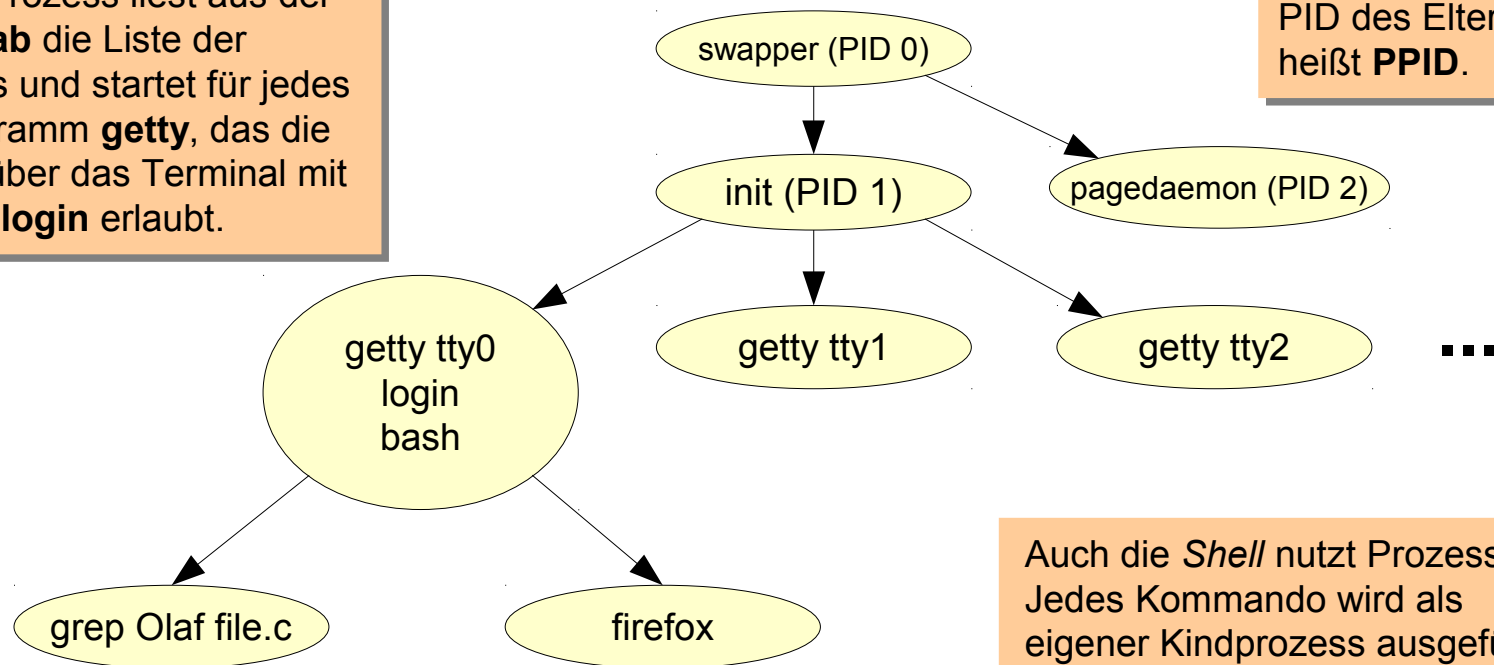 ozess liest aus der
ab die Liste der
s und startet für jedes
ramm getty, das die
über das Terminal mit
login erlaubt.
swapper (PID 0)
PID des Elter
heißt PPID.
init (PID 1)
pagedaemon (PID 2)
getty tty0
login
bash
getty tty1
getty tty2
grep Olaf file.c
firefox
Auch die Shell nutzt Prozess
Jedes Kommando wird als
eigener Kindprozess ausgefü